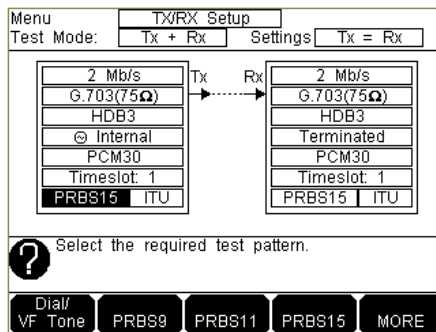 Menu TX/RX Setup
Test Mode: Tx + Rx Settings Tx = Rx
2 Mb/s Tx Rx 2 Mb/s
G.703(75Ω) G.703(75Ω)
HDB3 HDB3
Internal Terminated
PCM30 PCM30
Timeslot: 1 Timeslot: 1
PRBS15 ITU PRBS15 ITU
? Select the required test pattern.
Dial/
VF Tone PRBS9 PRBS11 PRBS15 MORE